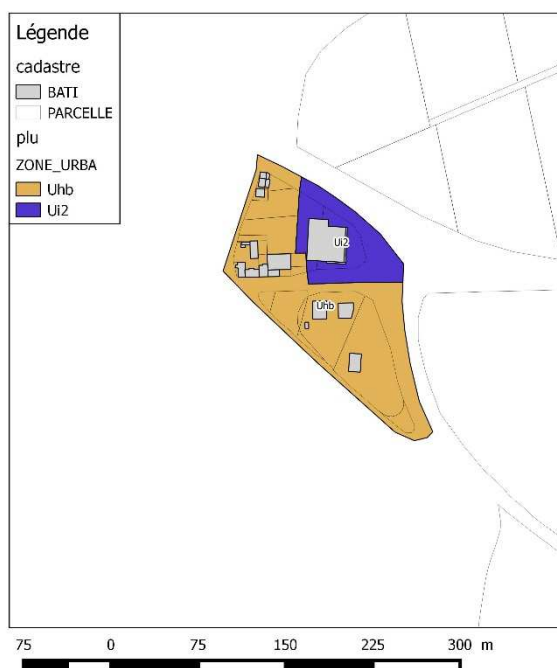 Légende
cadastre
BATI
PARCELLE
plu
ZONE_URBA
Uhb
Ui2
Ui2
Uhb
75 0 75 150 225 300 m